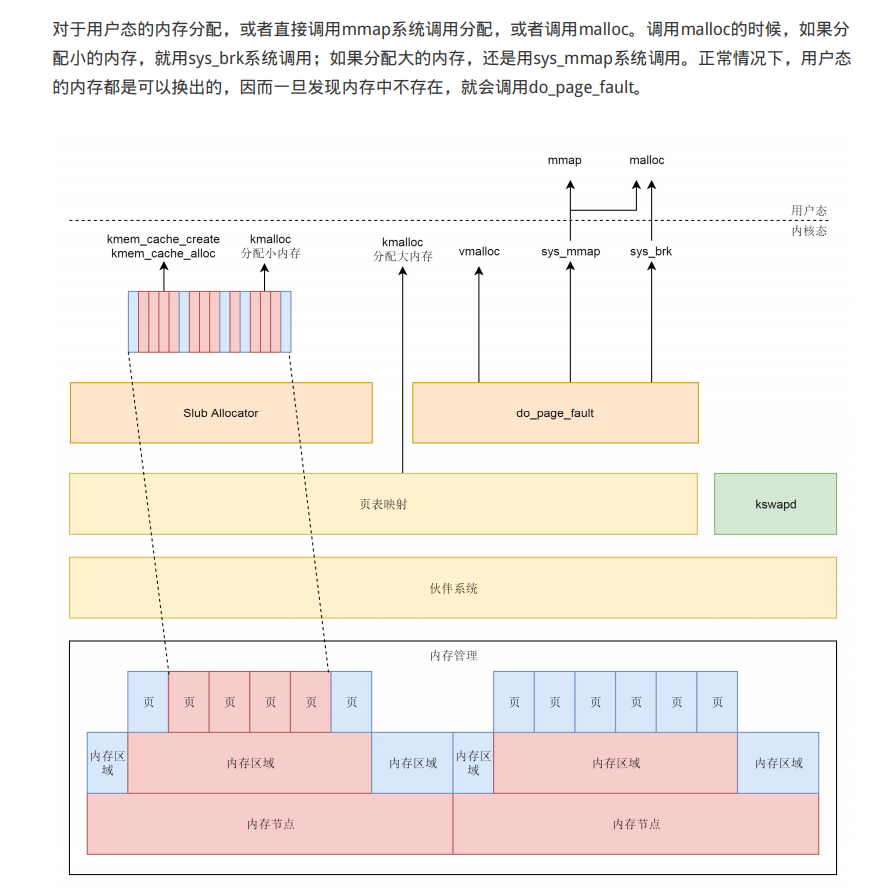 对于用户态的内存分配，或者直接调用mmap系统调用分配，或者调用malloc。调用malloc的时候，如果分
配小的内存，就用sys_brk系统调用；如果分配大的内存，还是用sys_mmap系统调用。正常情况下，用户态
的内存都是可以换出的，因而一旦发现内存中不存在，就会调用do_page_fault。
mmap
malloc
用户态
内核态
kmem_cache_create
kmem_cache_alloc
kmalloc
分配小内存
kmalloc
分配大内存
vmalloc
sys_mmap
sys_brk
Slub Allocator
do_page_fault
页表映射
kswapd
伙伴系统
内存管理
页
页
页
页
页
页
页
页
页
页
页
页
内存区
域
内存区域
内存区域
内存区
域
内存区域
内存区域
内存节点
内存节点